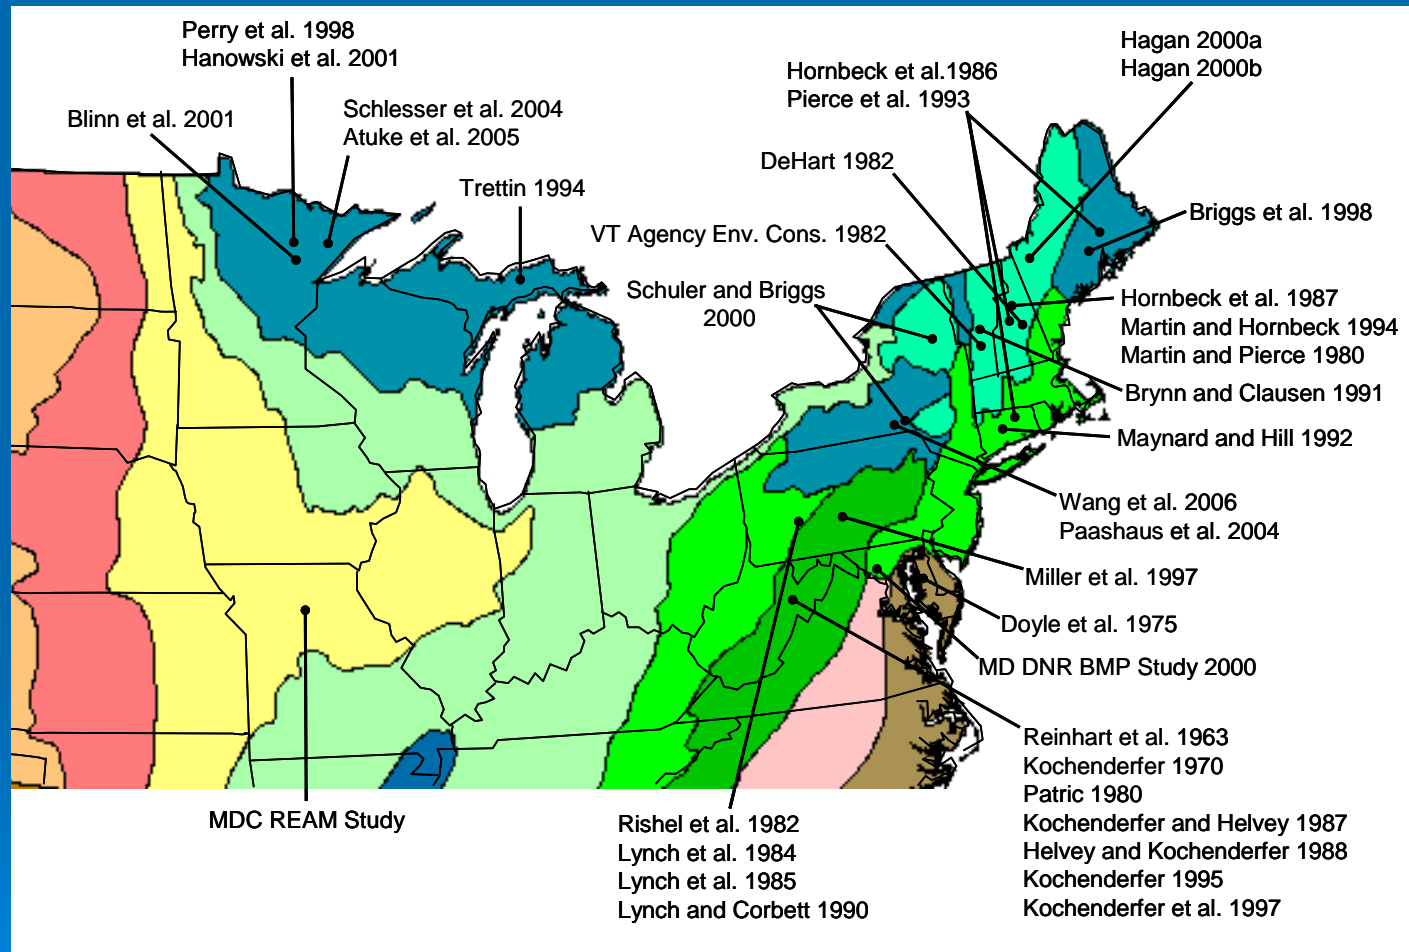 Perry et al. 1998
Hanowski et al. 2001
Blinn et al. 2001
Schlesser et al. 2004
Atuke et al. 2005
Trettin 1994
Hagan 2000a
Hagan 2000b
Hornbeck et al.1986
Pierce et al. 1993
DeHart 1982
VT Agency Env. Cons. 1982
Schuler and Briggs
2000
Briggs et al. 1998
Hornbeck et al. 1987
Martin and Hornbeck 1994
Martin and Pierce 1980
Brynn and Clausen 1991
Maynard and Hill 1992
Wang et al. 2006
Paashaus et al. 2004
Miller et al. 1997
Doyle et al. 1975
MD DNR BMP Study 2000
Reinhart et al. 1963
Kochenderfer 1970
Patric 1980
Kochenderfer and Helvey 1987
Helvey and Kochenderfer 1988
Kochenderfer 1995
Kochenderfer et al. 1997
MDC REAM Study
Rishel et al. 1982
Lynch et al. 1984
Lynch et al. 1985
Lynch and Corbett 1990